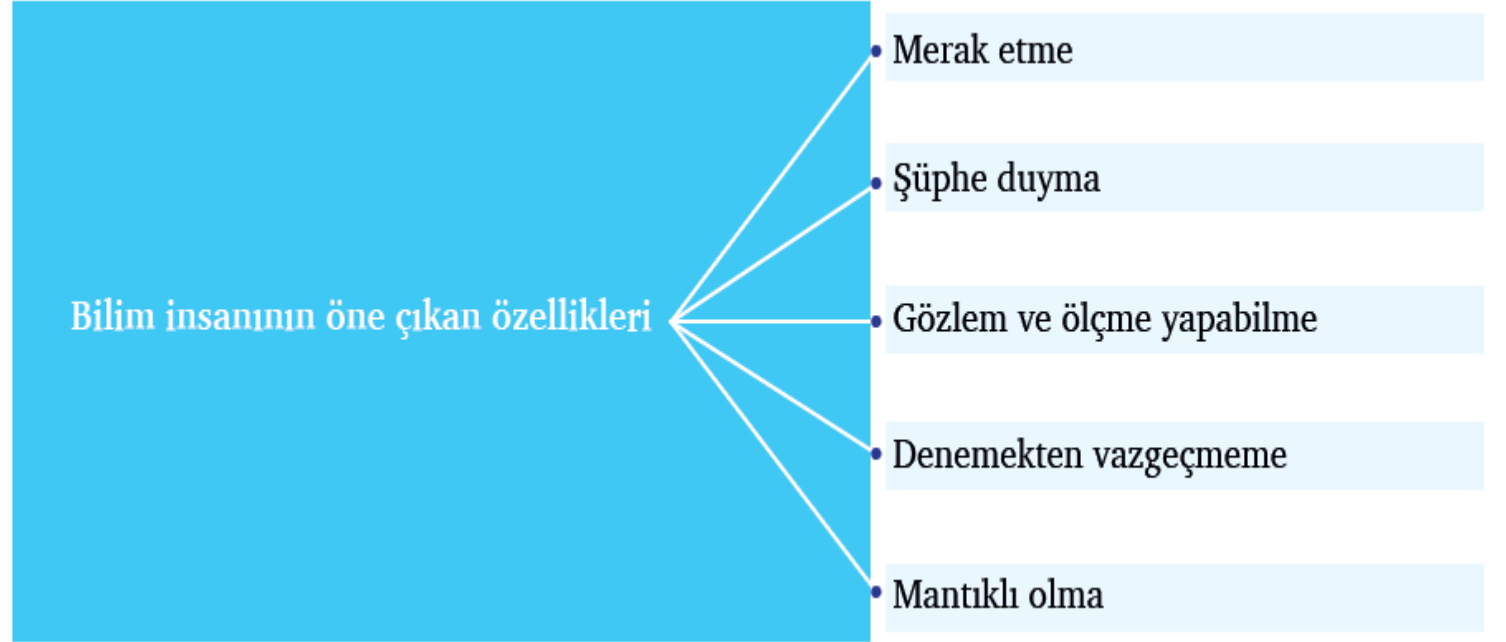 Bilim insanının öne çıkan özellikleri
Merak etme
Şüphe duyma
Gözlem ve ölçme yapabilme
Denemekten vazgeçmeme
Mantıklı olma